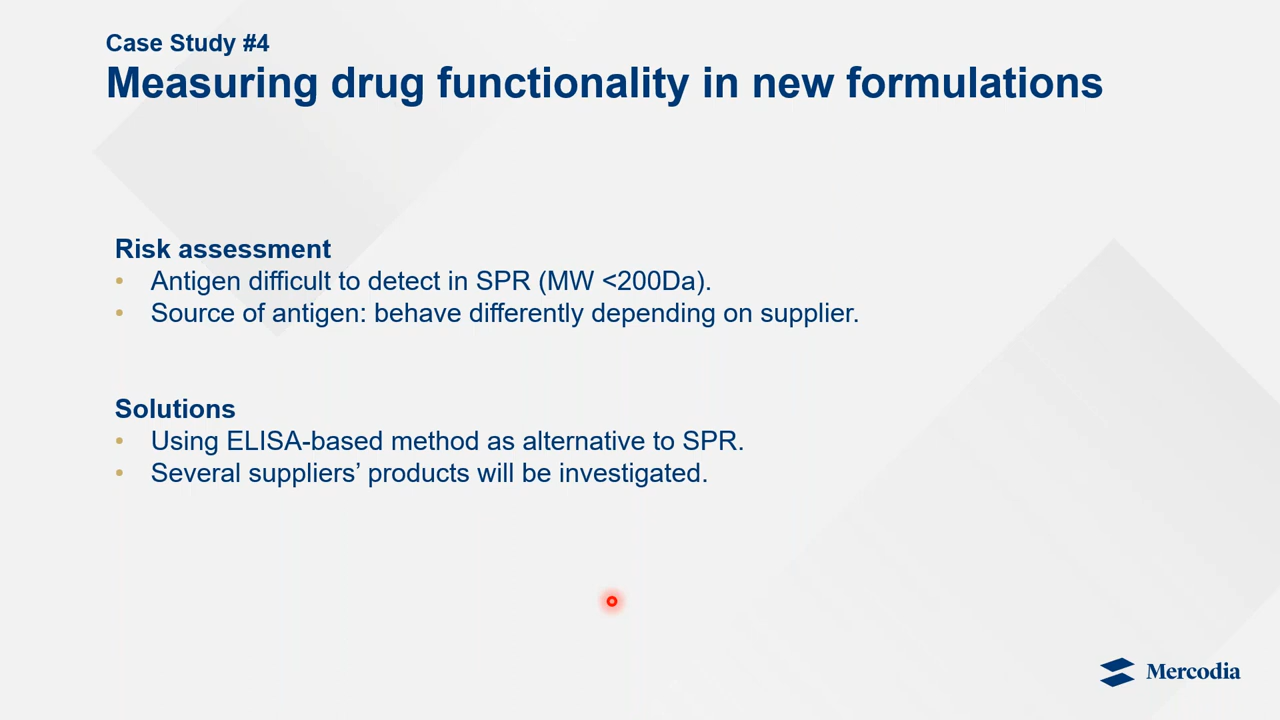 Case Study #4
Measuring drug functionality in new formulations
Risk assessment
• Antigen difficult to detect in SPR (MW <200Da).
• Source of antigen: behave differently depending on supplier.
Solutions
• Using ELISA-based method as alternative to SPR.
• Several suppliers’ products will be investigated.
Mercodia